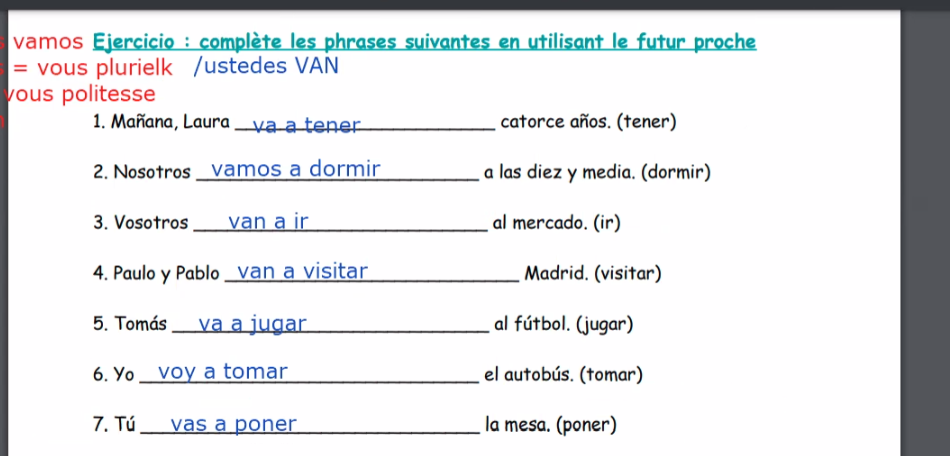 vamos Ejercicio : complète les phrases suivantes en utilisant le futur proche
= vous plurielk /ustedes VAN
vous politesse
1. Mañana, Laura va a tener catorce años. (tener)
2. Nosotros vamos a dormir a las diez y media. (dormir)
3. Vosotros van a ir al mercado. (ir)
4. Paulo y Pablo van a visitar Madrid. (visitar)
5. Tomás va a jugar al fútbol. (jugar)
6. Yo voy a tomar el autobús. (tomar)
7. Tú vas a poner la mesa. (poner)